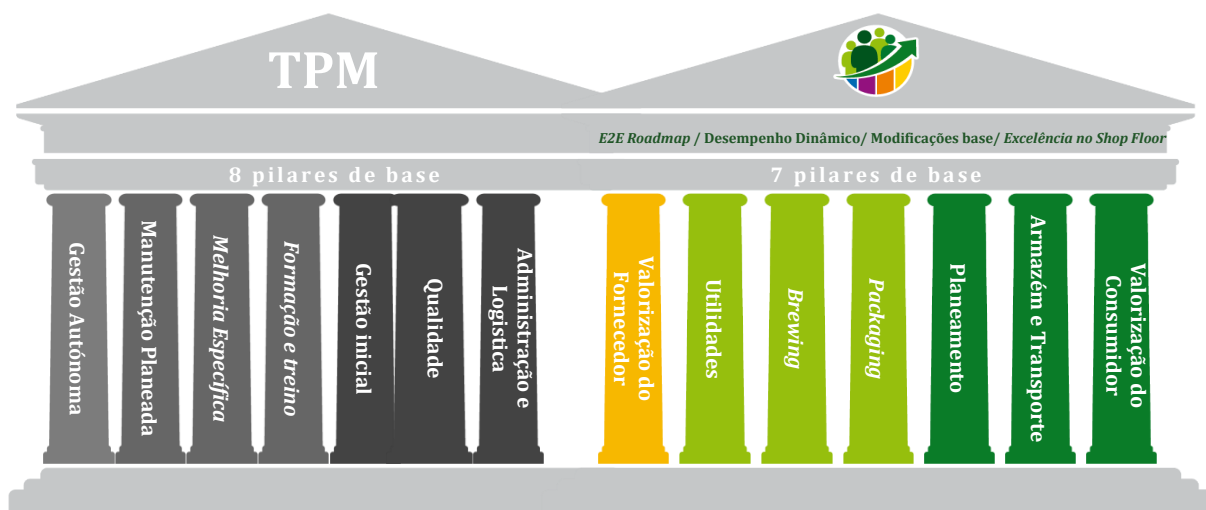 TPM
E2E Roadmap / Desempenho Dinâmico/ Modificações base/ Excelência no Shop Floor
8 pilares de base
7 pilares de base
Gestão Autónoma
Manutenção Planeada
Melhoria Específica
Formação e treino
Gestão inicial
Qualidade
Administração e
Logistica
Valorização do
Fornecedor
Utilidades
Brewing
Packaging
Planeamento
Armazém e Transporte
Valorização do
Consumidor